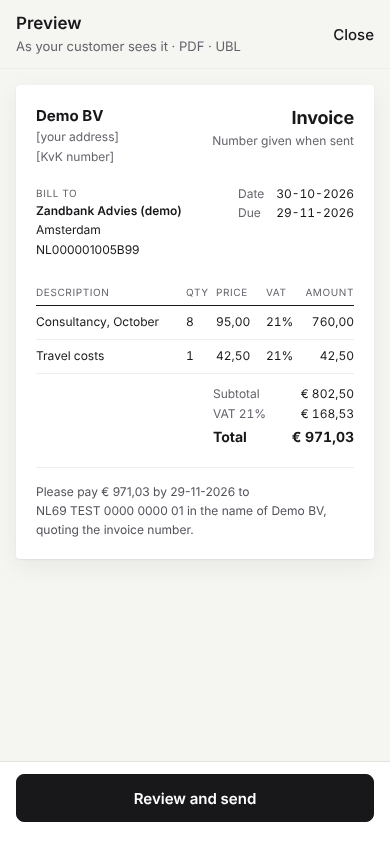 Preview
As your customer sees it · PDF · UBL
Close
Demo BV
[your address]
[KvK number]
Invoice
Number given when sent
BILL TO
Zandbank Advies (demo)
Amsterdam
NL000001005B99
Date 30-10-2026
Due 29-11-2026
DESCRIPTION QTY PRICE VAT AMOUNT
Consultancy, October 8 95,00 21% 760,00
Travel costs 1 42,50 21% 42,50
Subtotal € 802,50
VAT 21% € 168,53
Total € 971,03
Please pay € 971,03 by 29-11-2026 to
NL69 TEST 0000 0000 01 in the name of Demo BV,
quoting the invoice number.
Review and send